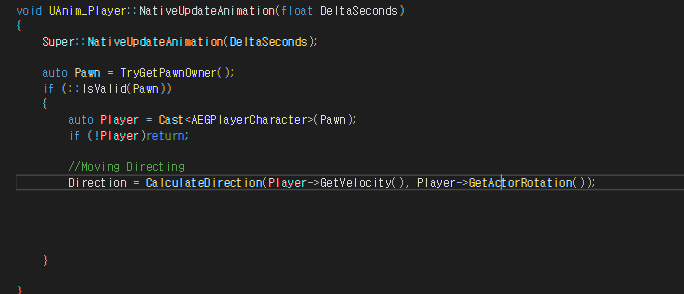 void UAnim_Player::NativeUpdateAnimation(float DeltaSeconds)
{
Super::NativeUpdateAnimation(DeltaSeconds);
auto Pawn = TryGetPawnOwner();
if (::IsValid(Pawn))
{
auto Player = Cast<AEGPlayerCharacter>(Pawn);
if (!Player)return;
//Moving Directing
Direction = CalculateDirection(Player->GetVelocity(), Player->GetActorRotation());
}
}